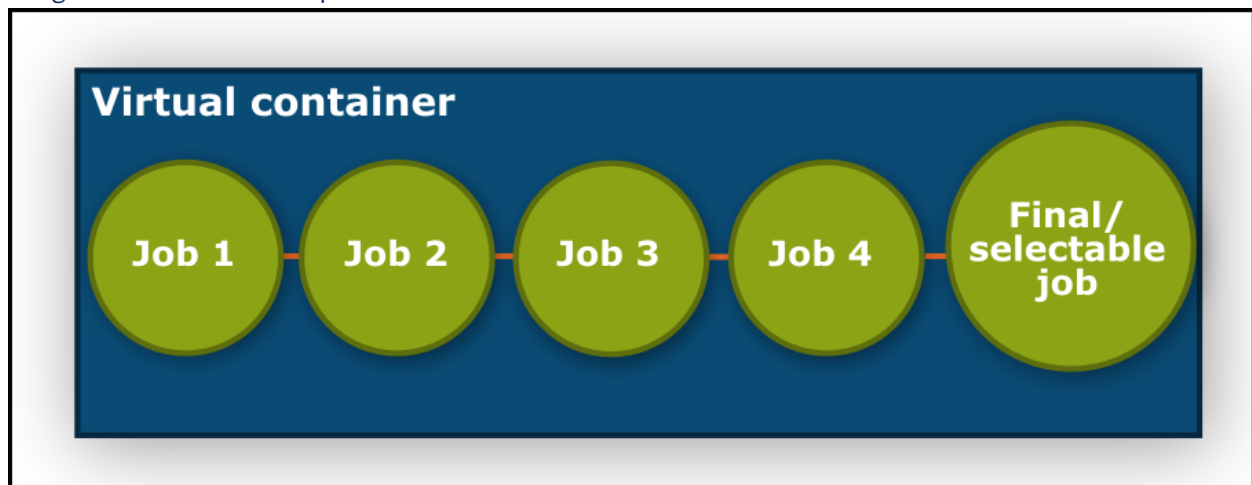 Virtual container
Job 1
Job 2
Job 3
Job 4
Final/
selectable
job